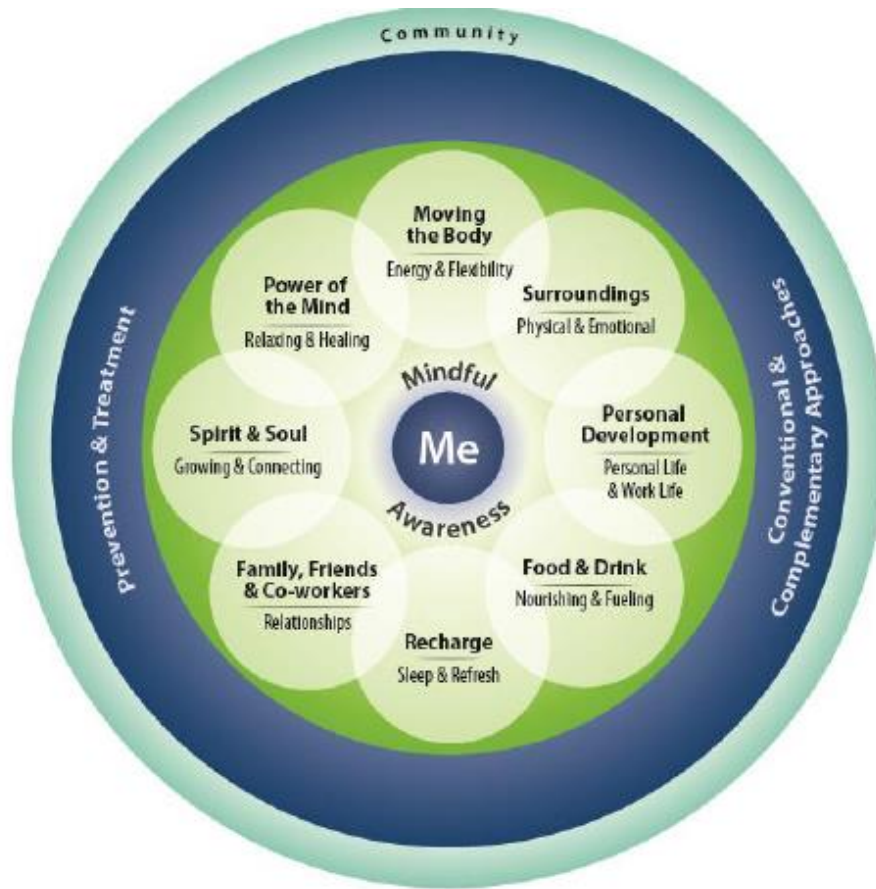 Community
Moving
the Body
Energy & Flexibility
Surroundings
Physical & Emotional
Personal
Development
Personal Life
& Work Life
Food & Drink
Nourishing & Fueling
Recharge
Sleep & Refresh
Family, Friends
& Co-workers
Relationships
Spirit & Soul
Growing & Connecting
Power of
the Mind
Relaxing & Healing
Mindful
Me
Awareness
Prevention & Treatment
Conventional &
Complementary Approaches